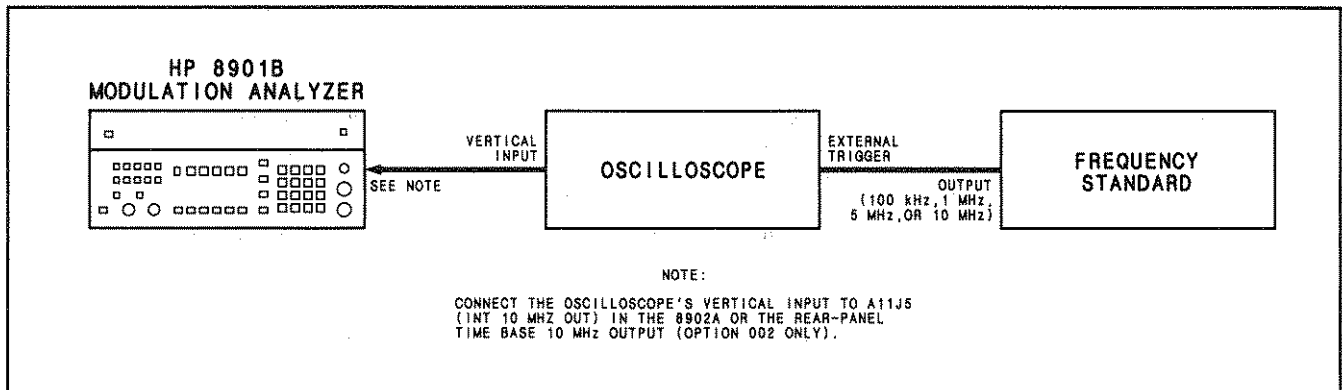 HP 8901B
MODULATION ANALYZER
VERTICAL
INPUT
SEE NOTE
OSCILLOSCOPE
EXTERNAL
TRIGGER
OUTPUT
(100 kHz,1 MHz,
5 MHz,OR 10 MHz)
FREQUENCY
STANDARD
NOTE:
CONNECT THE OSCILLOSCOPE'S VERTICAL INPUT TO A11J5
(INT 10 MHZ OUT) IN THE 8902A OR THE REAR-PANEL
TIME BASE 10 MHz OUTPUT (OPTION 002 ONLY).